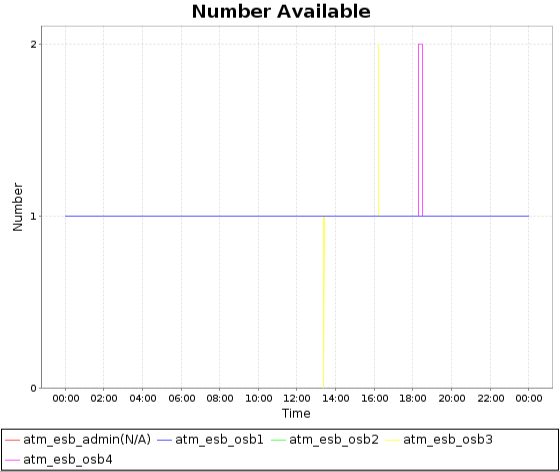 Number Available
2
1
0
Number
00:00 02:00 04:00 06:00 08:00 10:00 12:00 14:00 16:00 18:00 20:00 22:00 00:00
Time
atm_esb_admin(N/A) atm_esb_osb1 atm_esb_osb2 atm_esb_osb3
atm_esb_osb4